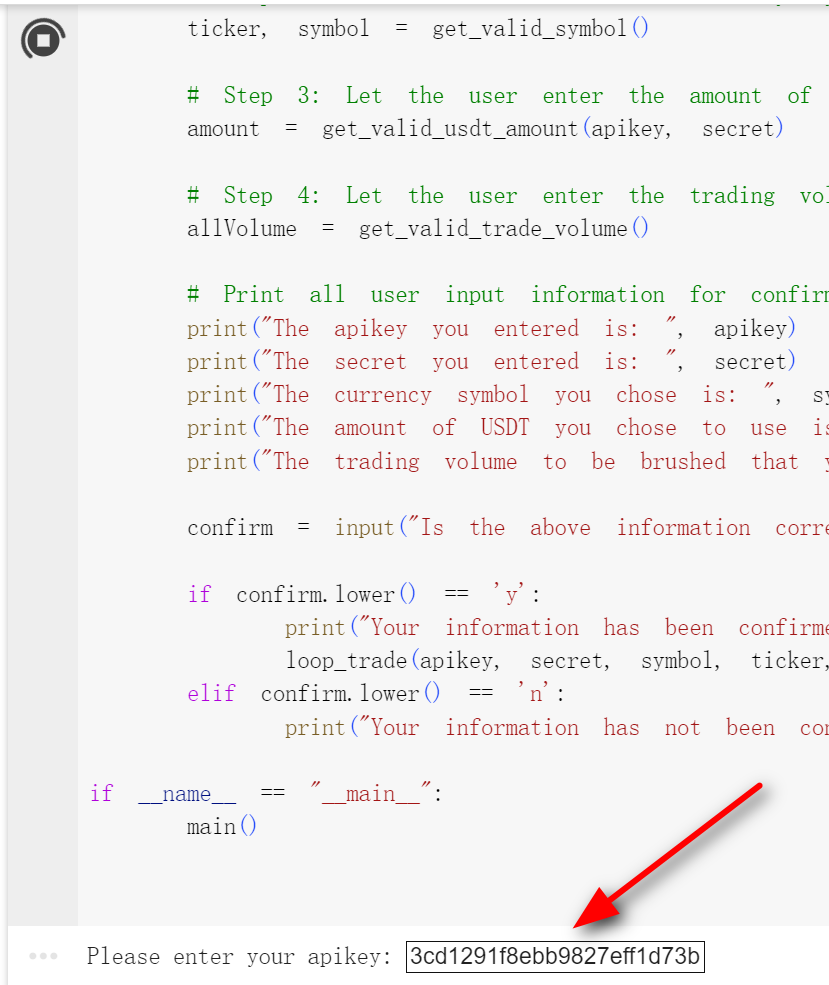 ticker, symbol = get_valid_symbol()
# Step 3: Let the user enter the amount of
amount = get_valid_usdt_amount(apikey, secret)
# Step 4: Let the user enter the trading vol
allVolume = get_valid_trade_volume()
# Print all user input information for confirm
print("The apikey you entered is: ", apikey)
print("The secret you entered is: ", secret)
print("The currency symbol you chose is: ", sy
print("The amount of USDT you chose to use is
print("The trading volume to be brushed that y
confirm = input("Is the above information corre
if confirm.lower() == 'y':
print("Your information has been confirme
loop_trade(apikey, secret, symbol, ticker,
elif confirm.lower() == 'n':
print("Your information has not been con
if __name__ == "__main__":
main()
Please enter your apikey: 3cd1291f8ebb9827eff1d73b